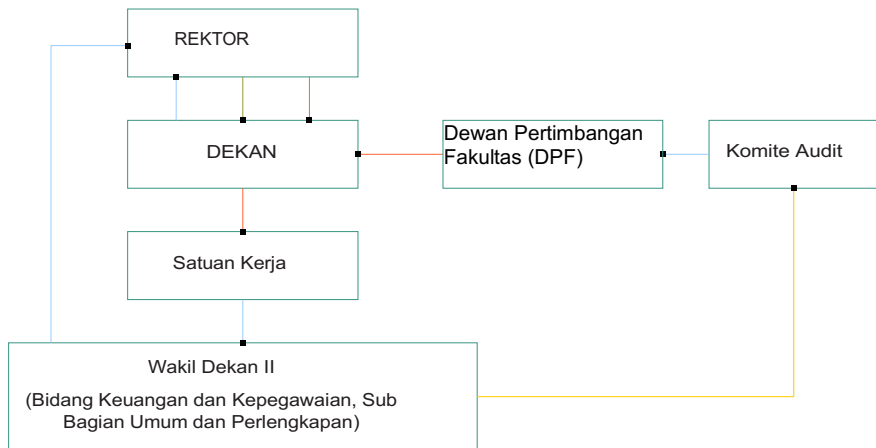 REKTOR
DEKAN
Dewan Pertimbangan
Fakultas (DPF)
Komite Audit
Satuan Kerja
Wakil Dekan II
(Bidang Keuangan dan Kepegawaian, Sub
Bagian Umum dan Perlengkapan)